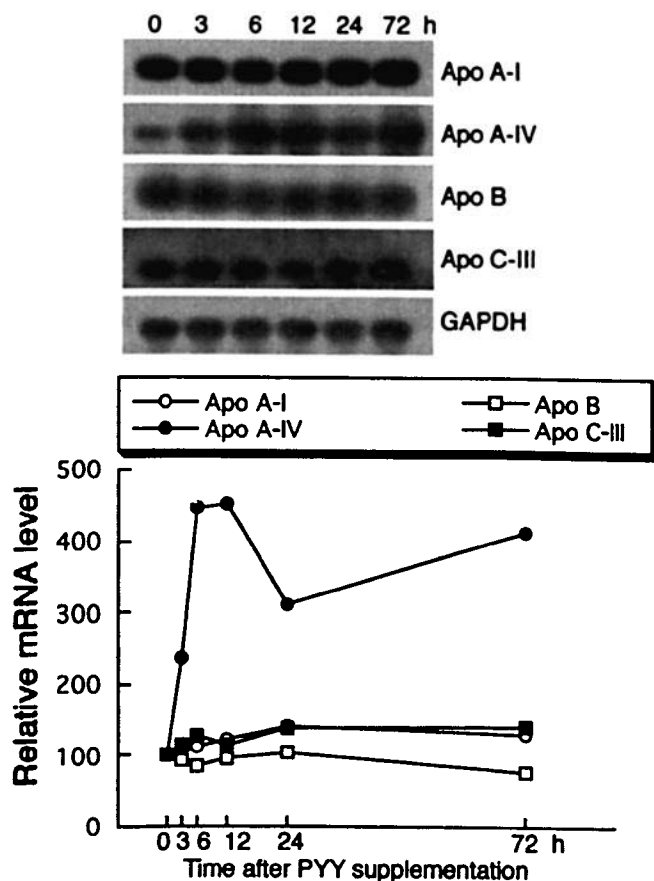 0 3 6 12 24 72 h
Apo A-I
Apo A-IV
Apo B
Apo C-III
GAPDH
Apo A-I
Apo B
Apo A-IV
Apo C-III
500
400
300
200
100
0
Relative mRNA level
0 3 6 12 24 72 h
Time after PYY supplementation